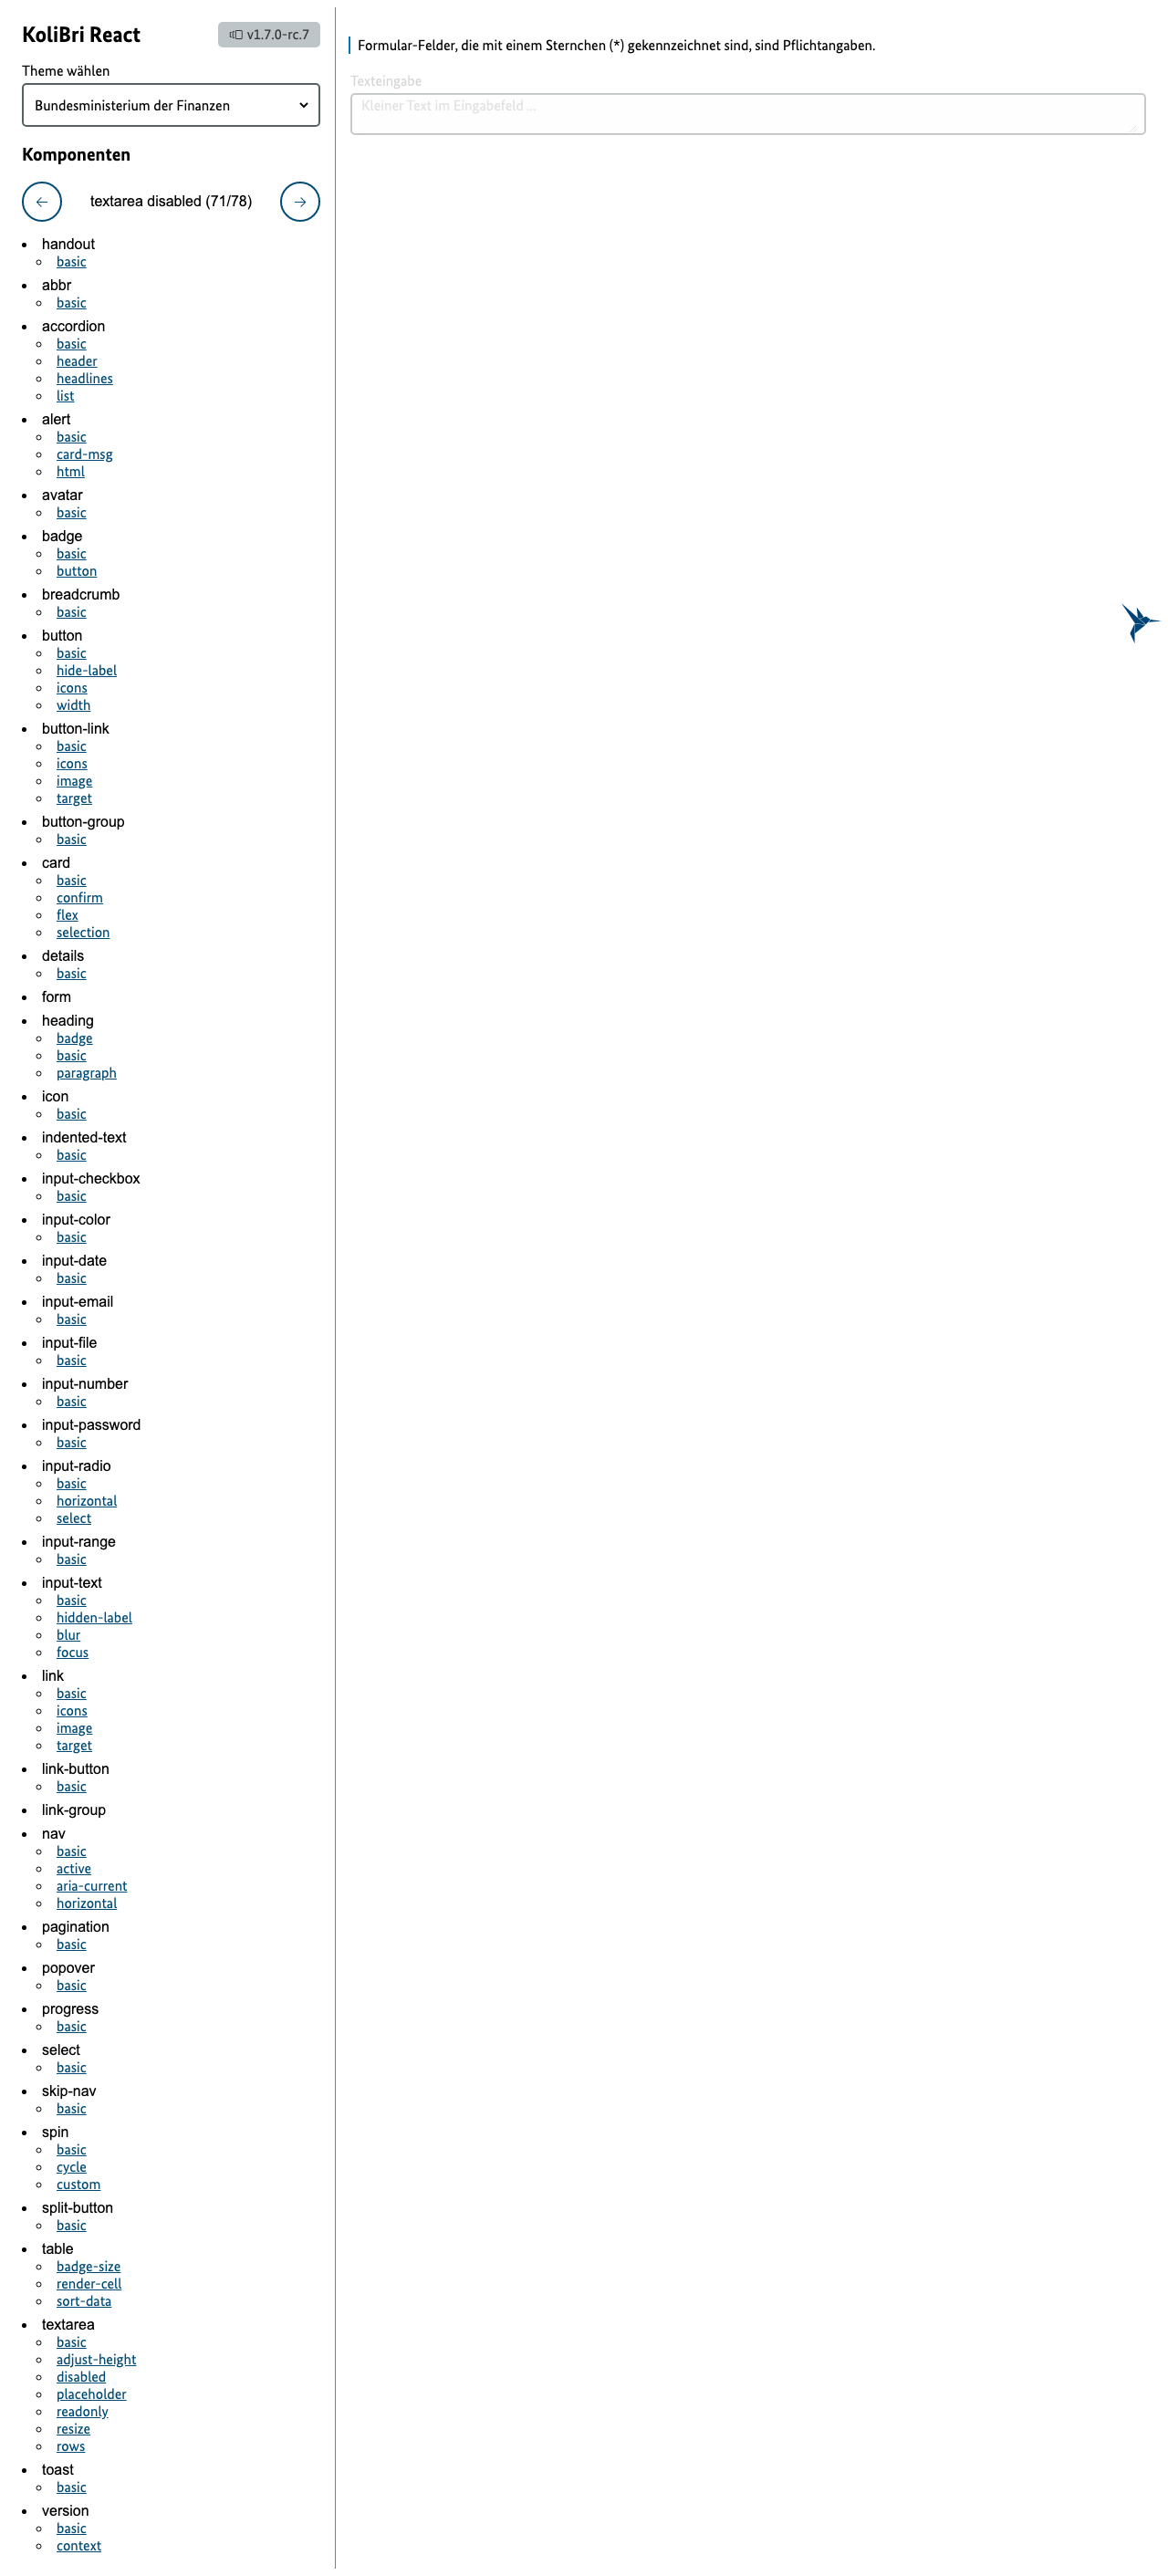 KoliBri React
v1.7.0-rc.7
Theme wählen
Bundesministerium der Finanzen
Komponenten
textarea disabled (71/78)
handout
basic
abbr
basic
accordion
basic
header
headlines
list
alert
basic
card-msg
html
avatar
basic
badge
basic
button
breadcrumb
basic
button
basic
hide-label
icons
width
button-link
basic
icons
image
target
button-group
basic
card
basic
confirm
flex
selection
details
basic
form
heading
badge
basic
paragraph
icon
basic
indented-text
basic
input-checkbox
basic
input-color
basic
input-date
basic
input-email
basic
input-file
basic
input-number
basic
input-password
basic
input-radio
basic
horizontal
select
input-range
basic
input-text
basic
hidden-label
blur
focus
link
basic
icons
image
target
link-button
basic
link-group
nav
basic
active
aria-current
horizontal
pagination
basic
popover
basic
progress
basic
select
basic
skip-nav
basic
spin
basic
cycle
custom
split-button
basic
table
badge-size
render-cell
sort-data
textarea
basic
adjust-height
disabled
placeholder
readonly
resize
rows
toast
basic
version
basic
context
Formular-Felder, die mit einem Sternchen (*) gekennzeichnet sind, sind Pflichtangaben.
Texteingabe
Kleiner Text im Eingabefeld ...